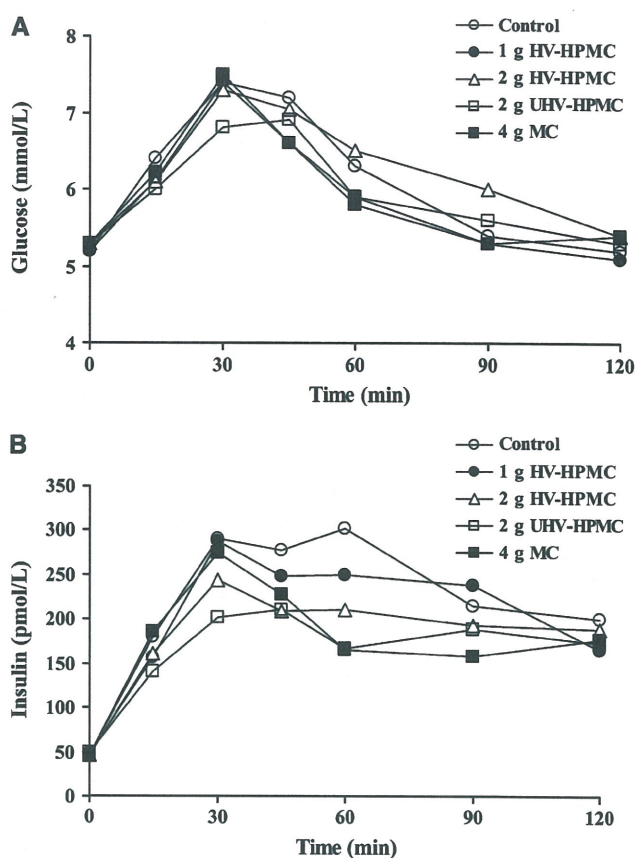 A
Control
1 g HV-HPMC
2 g HV-HPMC
2 g UHV-HPMC
4 g MC
8
7
6
5
4
Glucose (mmol/L)
0 30 60 90 120
Time (min)
B
Control
1 g HV-HPMC
2 g HV-HPMC
2 g UHV-HPMC
4 g MC
350
300
250
200
150
100
50
0
Insulin (pmol/L)
0 30 60 90 120
Time (min)